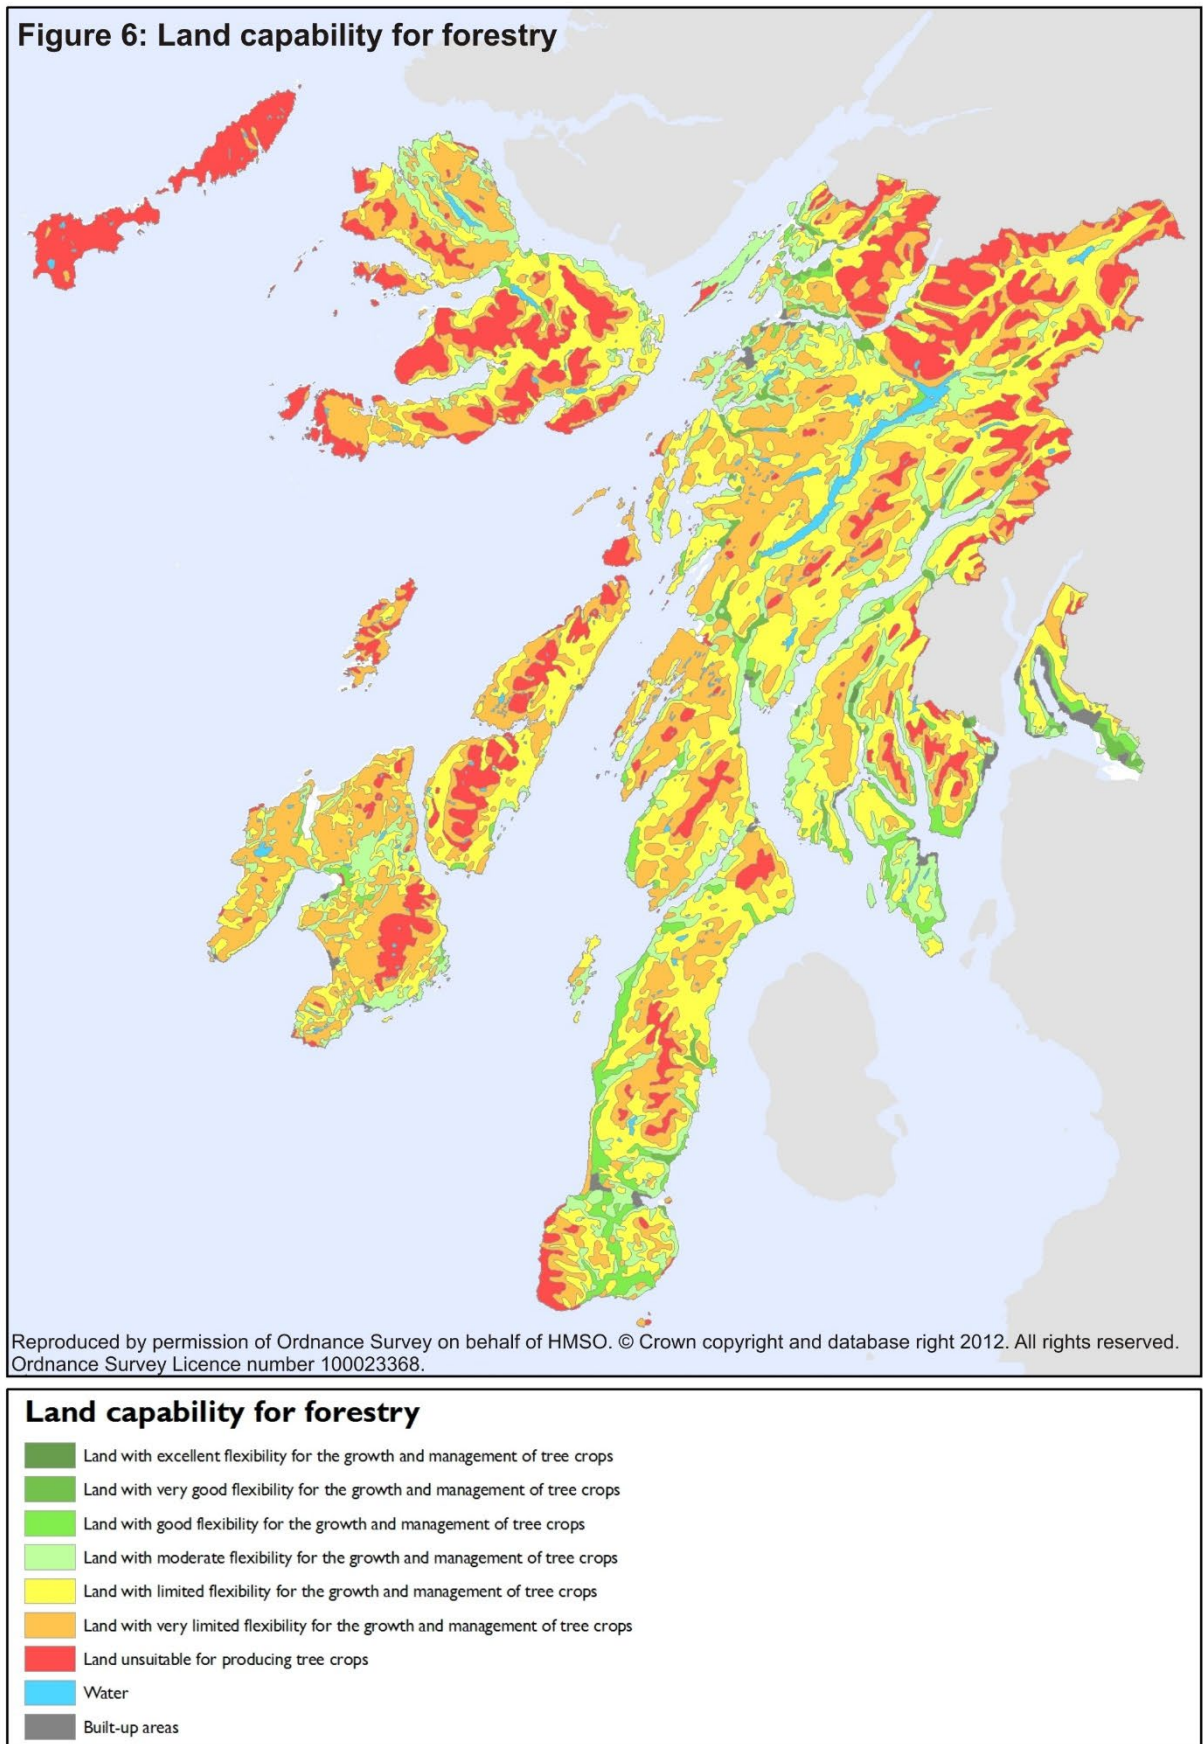 Figure 6: Land capability for forestry
Reproduced by permission of Ordnance Survey on behalf of HMSO. © Crown copyright and database right 2012. All rights reserved.
Ordnance Survey Licence number 100023368.
Land capability for forestry
Land with excellent flexibility for the growth and management of tree crops
Land with very good flexibility for the growth and management of tree crops
Land with good flexibility for the growth and management of tree crops
Land with moderate flexibility for the growth and management of tree crops
Land with limited flexibility for the growth and management of tree crops
Land with very limited flexibility for the growth and management of tree crops
Land unsuitable for producing tree crops
Water
Built-up areas